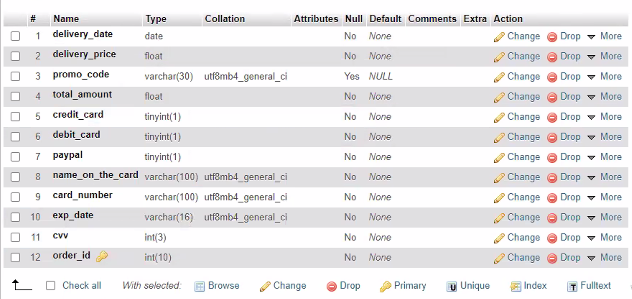 # Name Type Collation Attributes Null Default Comments Extra Action
1 delivery_date date No None Change Drop More
2 delivery_price float No None Change Drop More
3 promo_code varchar(30) utf8mb4_general_ci Yes NULL Change Drop More
4 total_amount float No None Change Drop More
5 credit_card tinyint(1) No None Change Drop More
6 debit_card tinyint(1) No None Change Drop More
7 paypal tinyint(1) No None Change Drop More
8 name_on_the_card varchar(100) utf8mb4_general_ci No None Change Drop More
9 card_number varchar(100) utf8mb4_general_ci No None Change Drop More
10 exp_date varchar(16) utf8mb4_general_ci No None Change Drop More
11 cvv int(3) No None Change Drop More
12 order_id int(10) No None Change Drop More
Check all With selected: Browse Change Drop Primary U Unique Index T Fulltext